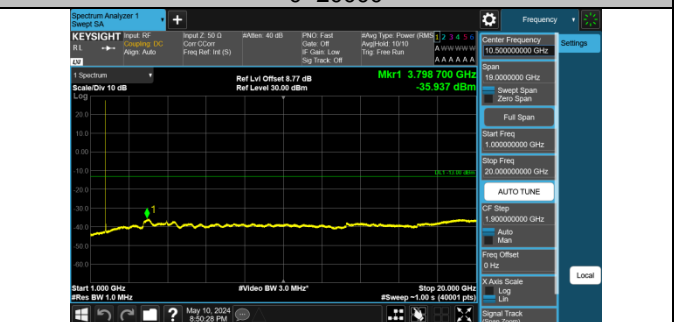 Spectrum Analyzer 1
Swept SA
Frequency
KEYSIGHT
Input: RF
Input Z: 50 Ω
#Atten: 40 dB
PNO: Fast
#Avg Type: Power (RMS
1 2 3 4 5 6
RL
Coupling: DC
Corr CCorr
Gate: Off
Avg|Hold: 10/10
A W W W W W
Align: Auto
Freq Ref: Int (S)
IF Gain: Low
Trig: Free Run
Sig Track: Off
A A A A A A
1 Spectrum
Ref Lvl Offset 8.77 dB
Mkr1 3.798 700 GHz
Scale/Div 10 dB
Ref Level 30.00 dBm
-35.937 dBm
Log
20.0
10.0
0.00
-10.0
-20.0
-30.0
-40.0
-50.0
-60.0
1
Start 1.000 GHz
#Video BW 3.0 MHz*
Stop 20.000 GHz
#Res BW 1.0 MHz
#Sweep ~1.00 s (40001 pts)
May 10, 2024
8:50:28 PM
Center Frequency
10.500000000 GHz
Settings
Span
19.0000000 GHz
Swept Span
Zero Span
Full Span
Start Freq
1.000000000 GHz
Stop Freq
20.000000000 GHz
AUTO TUNE
CF Step
1.900000000 GHz
Auto
Man
Freq Offset
0 Hz
X Axis Scale
Log
Lin
Local
Signal Track